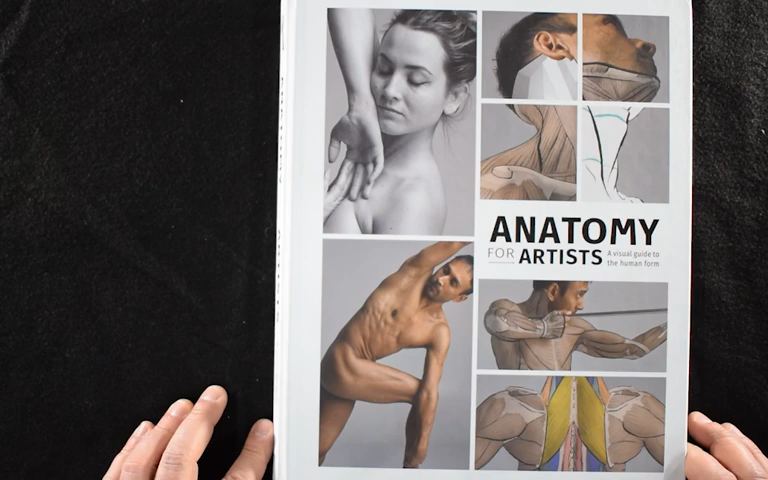 ANATOMY
FOR ARTISTS
A visual guide to
the human form